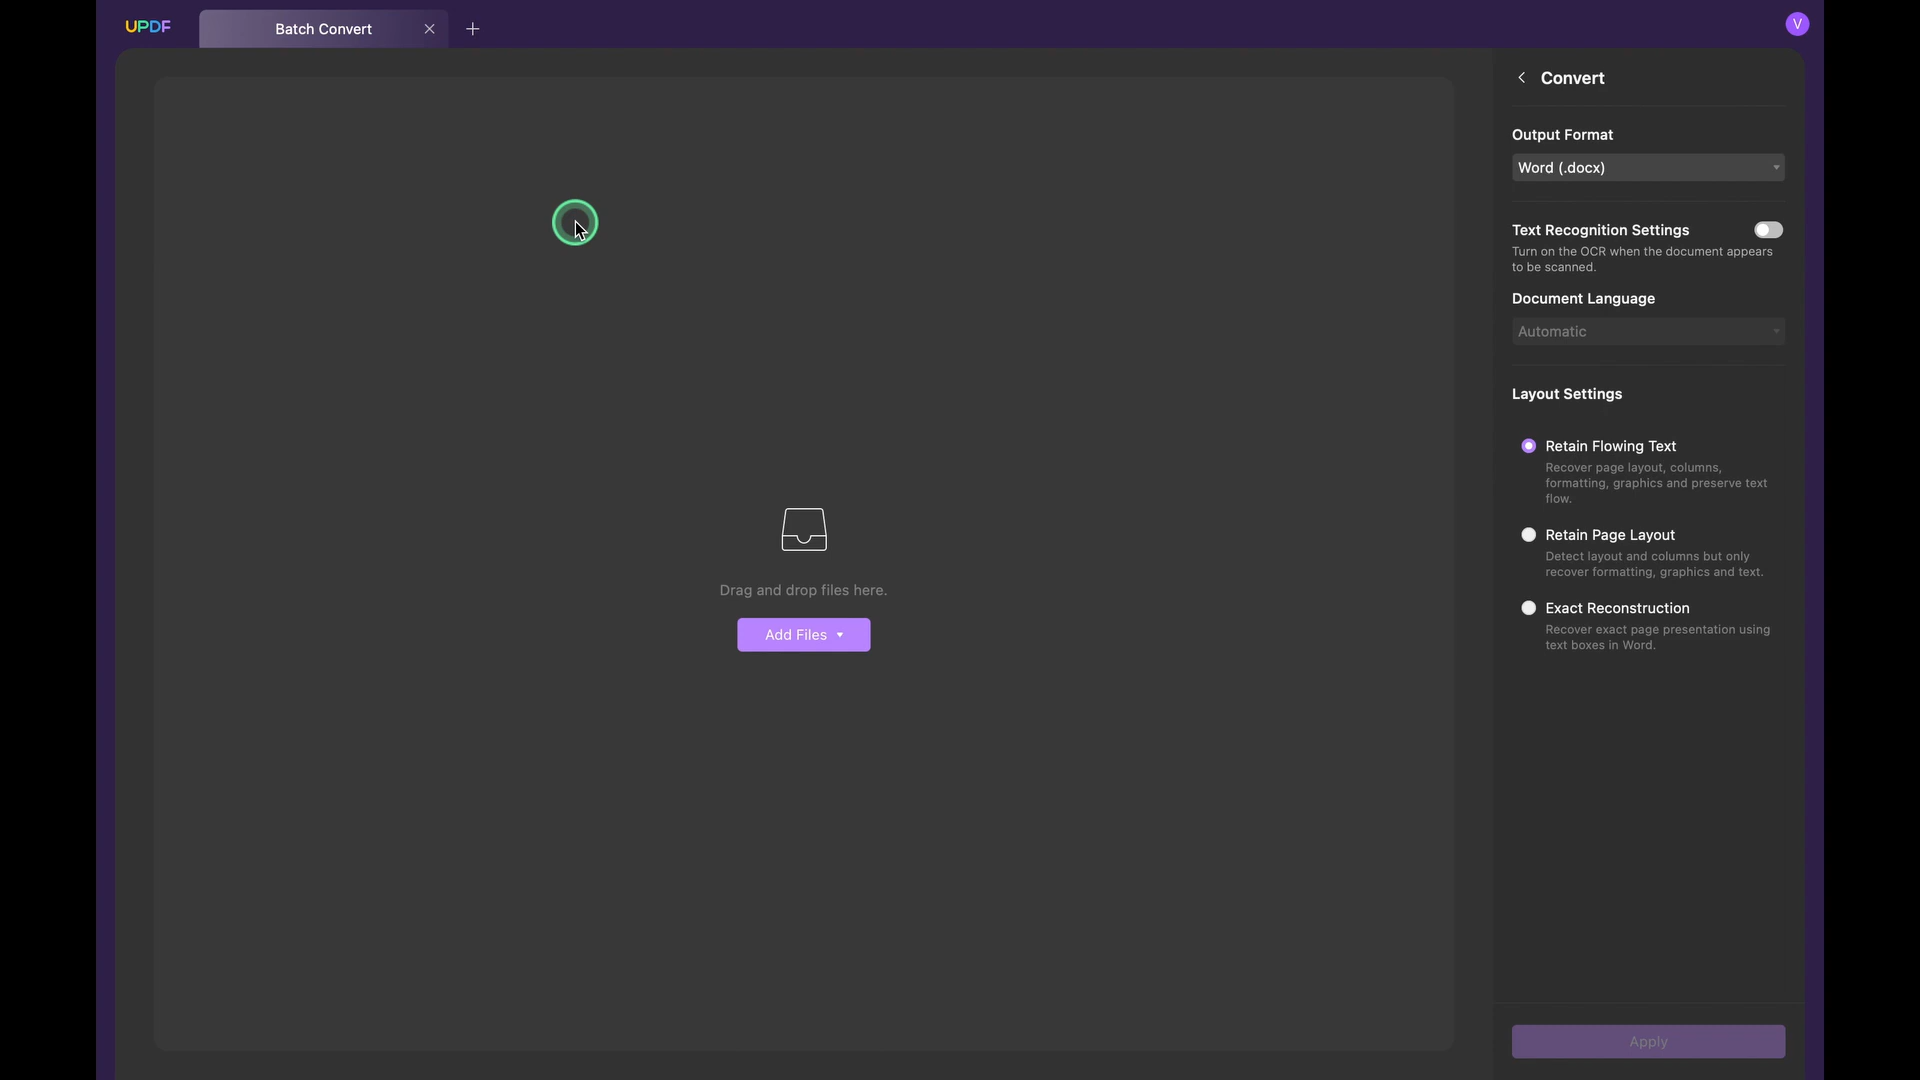 UPDF
Batch Convert
V
Convert
Output Format
Word (.docx)
Text Recognition Settings
Turn on the OCR when the document appears
to be scanned.
Document Language
Automatic
Layout Settings
Retain Flowing Text
Recover page layout, columns,
formatting, graphics and preserve text
flow.
Retain Page Layout
Detect layout and columns but only
recover formatting, graphics and text.
Exact Reconstruction
Recover exact page presentation using
text boxes in Word.
Drag and drop files here.
Add Files
Apply